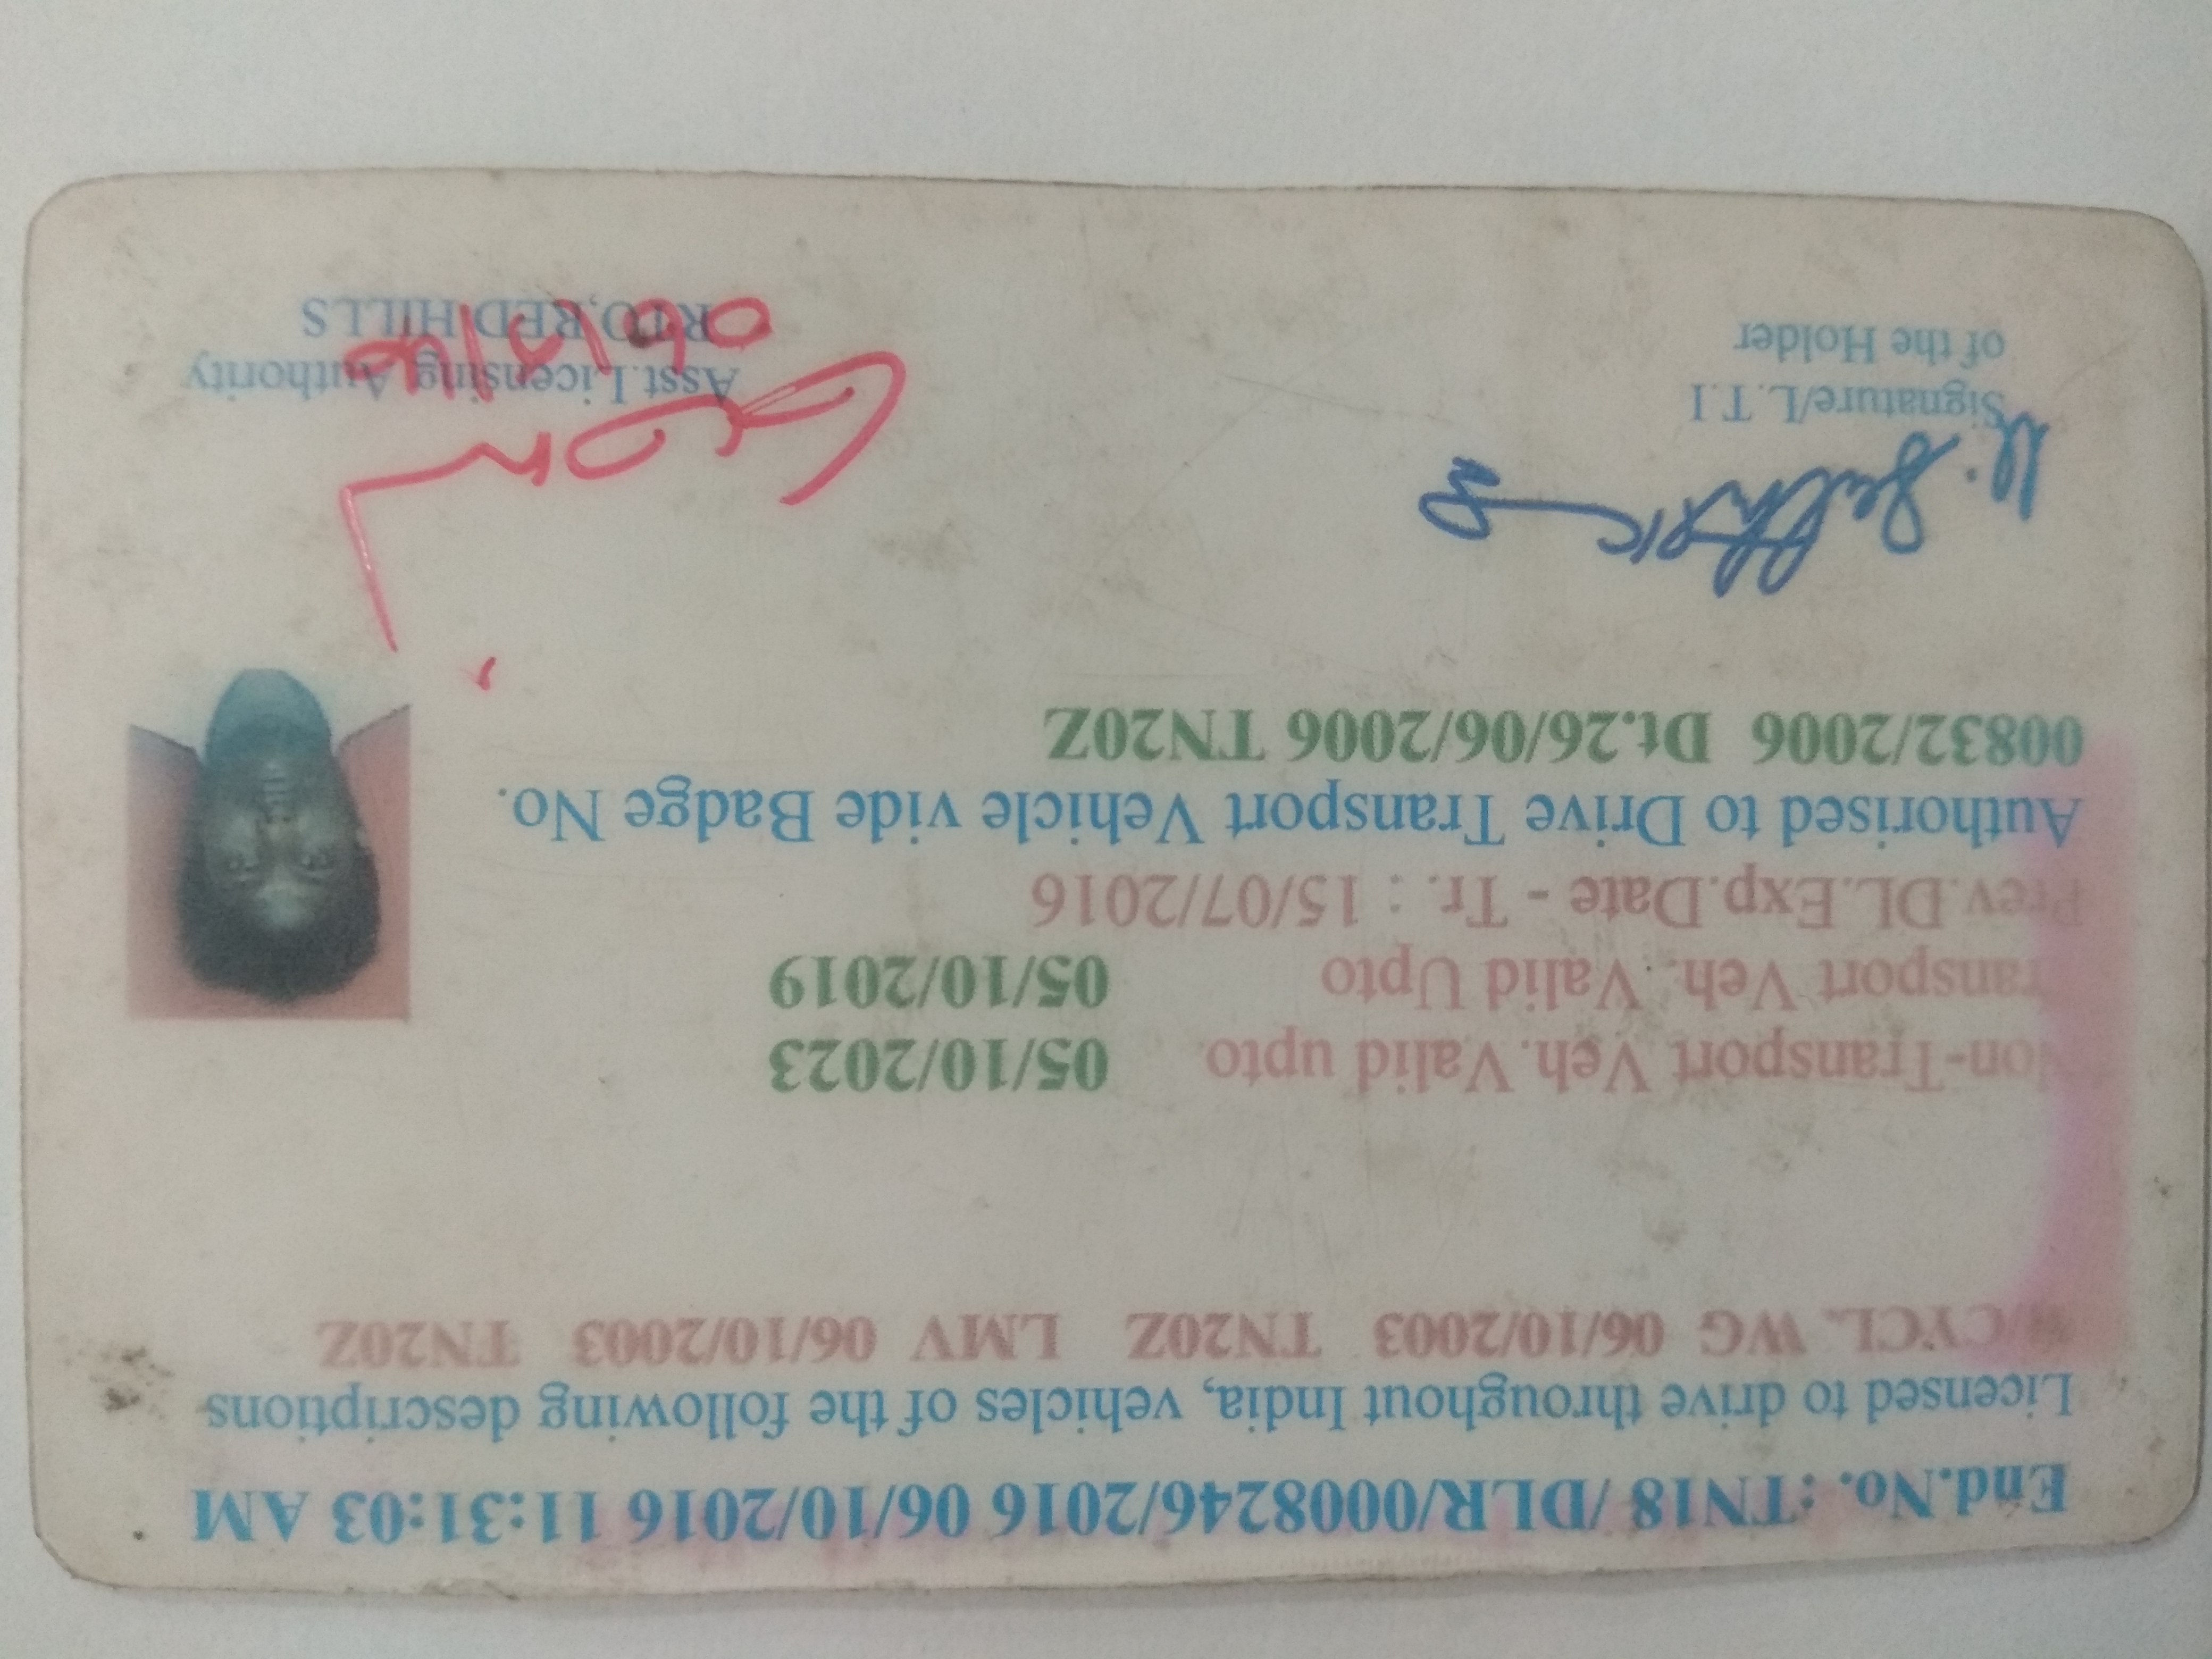 End.No. :TN18 /DLR/0008246/2016 06/10/2016 11:31:03 AM
Licensed to drive throughout India, vehicles of the following descriptions
M/CYCL. WG 06/10/2003 TN20Z LMV 06/10/2003 TN20Z
Non-Transport Veh. Valid upto 05/10/2023
Transport Veh. Valid Upto 05/10/2019
Prev.DL.Exp.Date - Tr. : 15/07/2016
Authorised to Drive Transport Vehicle vide Badge No.
00832/2006 Dt.26/06/2006 TN20Z
Signature/L.T.I
of the Holder
Asst.Licensing Authority
RTO,RED HILLS